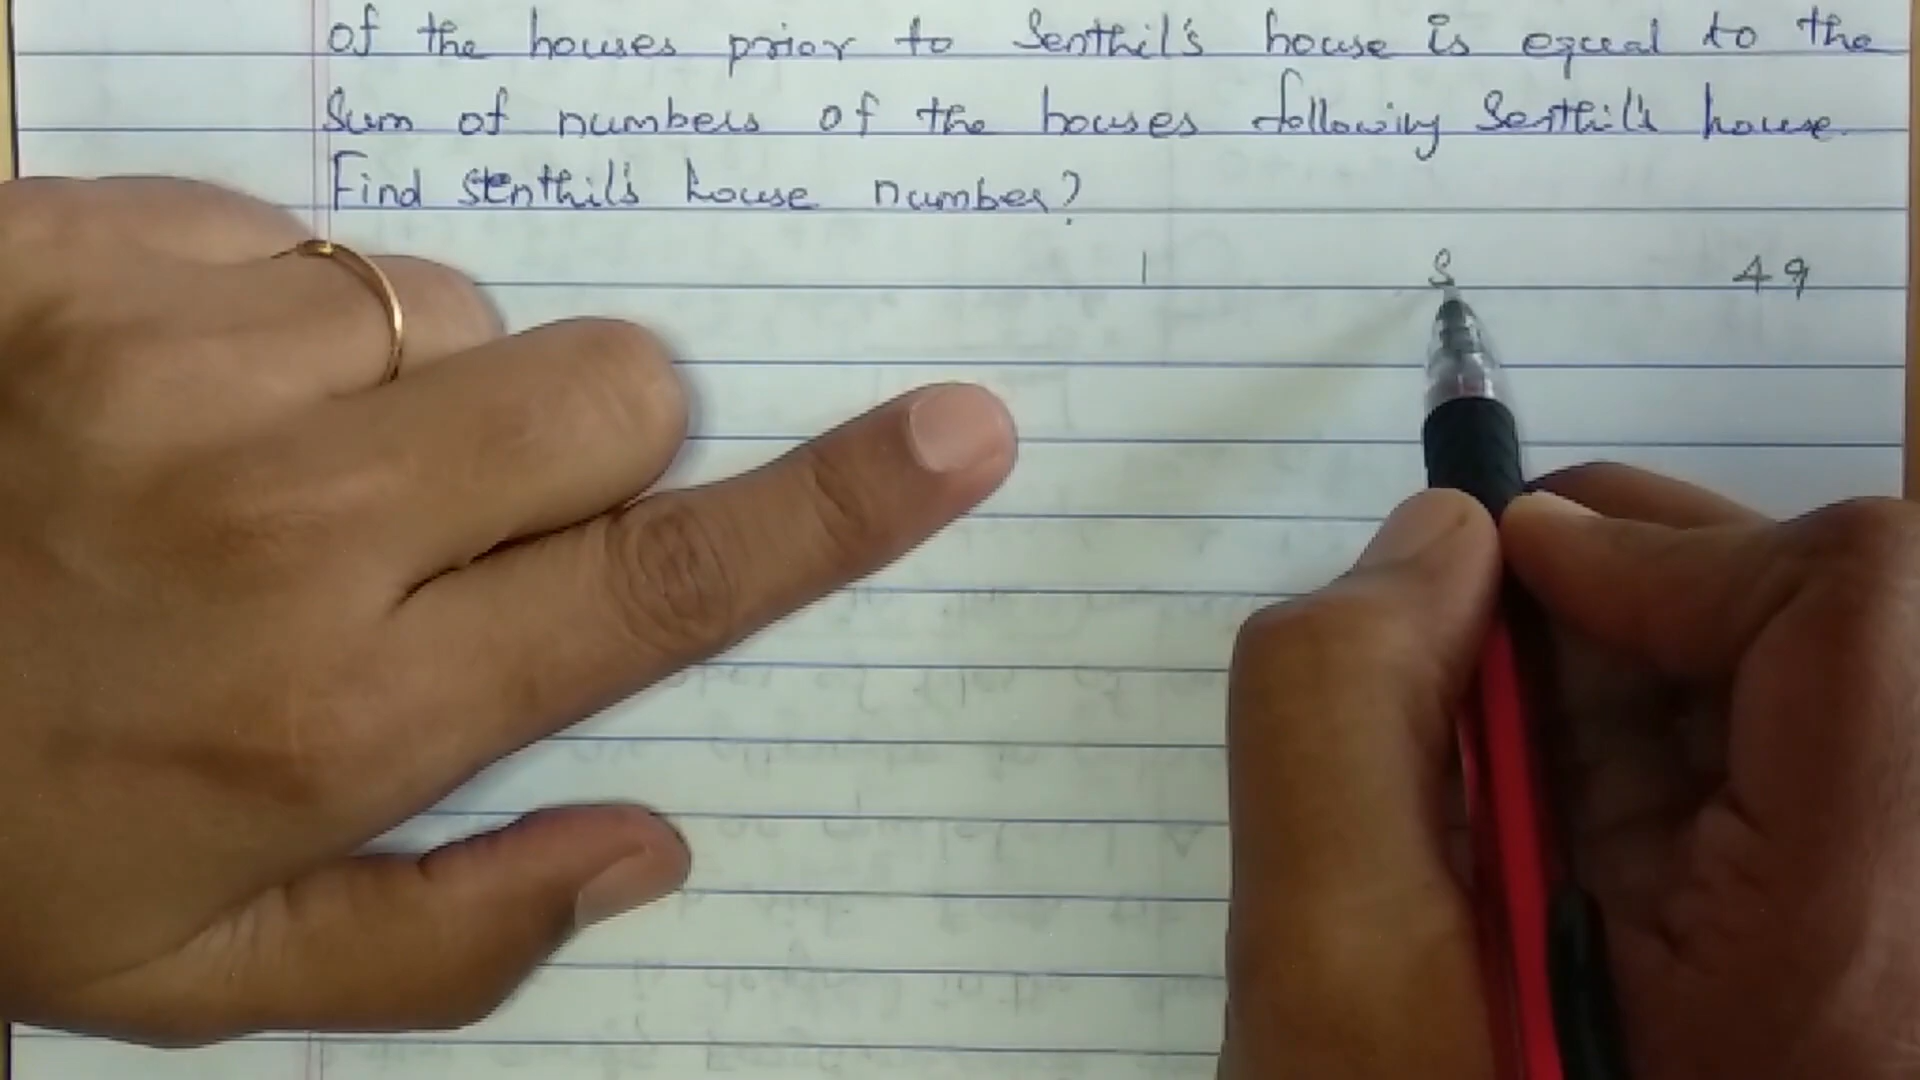 of the houses prior to Senthil's house is equal to the
Sum of numbers of the houses following Senthil's house.
Find Senthil's house number?
1 S 49